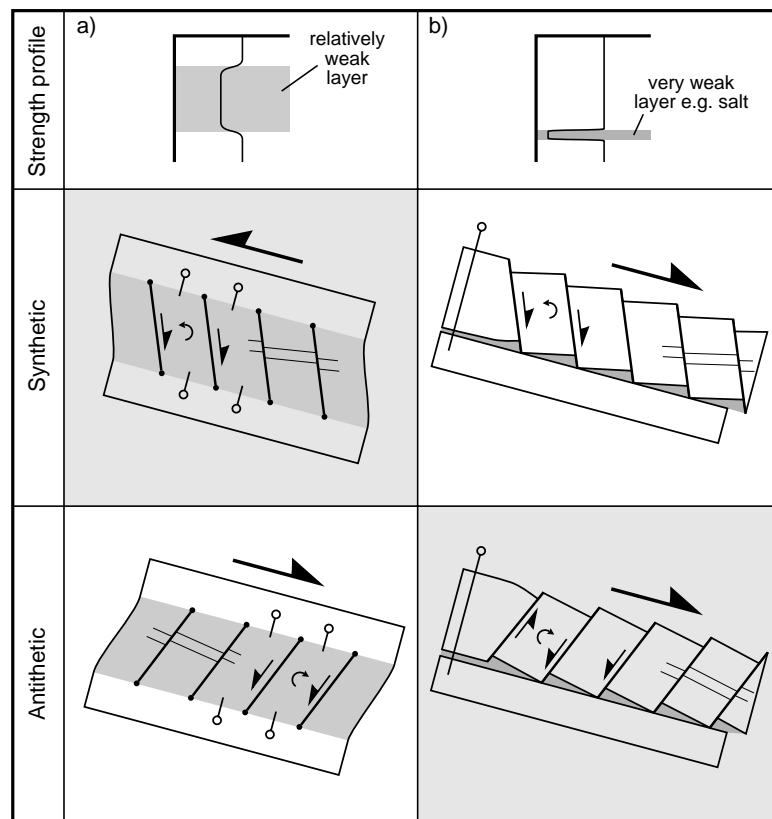 a)
b)
Strength profile
relatively
weak
layer
very weak
layer e.g. salt
Synthetic
Antithetic